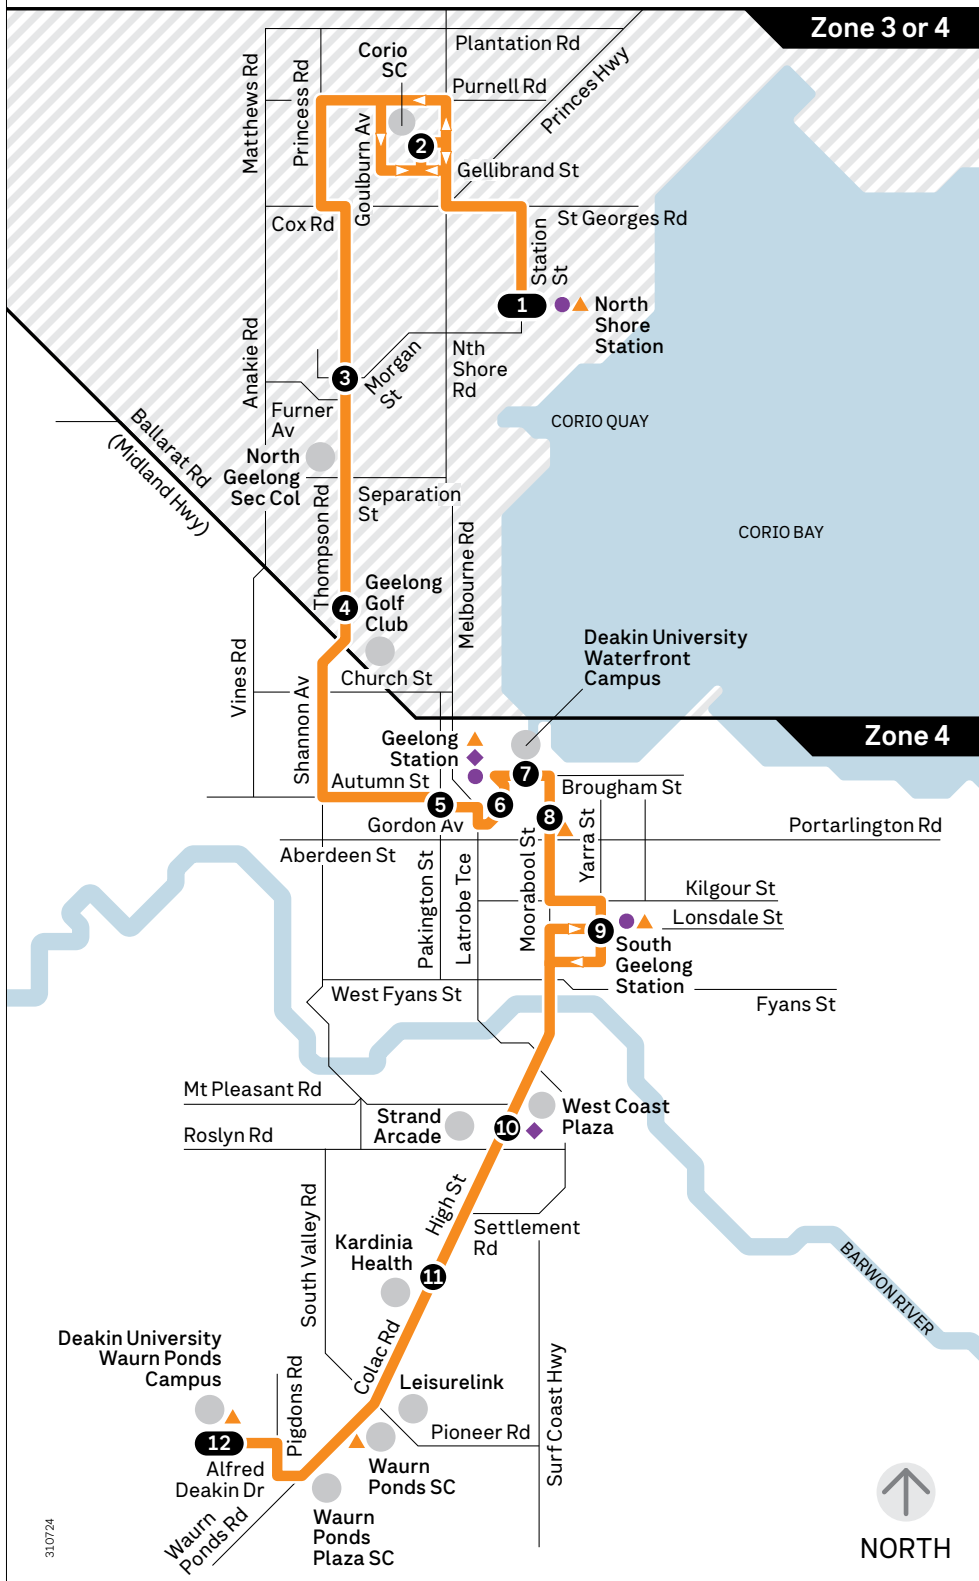 Zone 3 or 4
Plantation Rd
Corio
SC
Purnell Rd
Princes Hwy
Matthews Rd
Princess Rd
Goulburn Av
2
Gellibrand St
Cox Rd
St Georges Rd
Station
St
1
North
Shore
Station
Anakie Rd
3
Morgan
St
Nth
Shore
Rd
Furner
Av
CORIO QUAY
Ballarat Rd
(Midland Hwy)
North
Geelong
Sec Col
Separation
St
Thompson Rd
CORIO BAY
Melbourne Rd
4
Geelong
Golf
Club
Deakin University
Waterfront
Campus
Church St
Vines Rd
Shannon Av
Zone 4
Geelong
Station
Autumn St
7
Brougham St
5
6
8
Gordon Av
Portarlington Rd
Aberdeen St
Pakington St
Latrobe Tce
Moorabool St
Yarra St
Kilgour St
Lonsdale St
9
South
Geelong
Station
West Fyans St
Fyans St
Mt Pleasant Rd
Strand
Arcade
10
West Coast
Plaza
Roslyn Rd
South Valley Rd
High St
Settlement
Rd
Kardinia
Health
11
BARWON RIVER
Deakin University
Waurn Ponds
Campus
Pigdons Rd
Colac Rd
Leisurelink
Surf Coast Hwy
12
Pioneer Rd
Alfred
Deakin Dr
Waurn
Ponds SC
Waurn
Ponds Rd
Waurn
Ponds
Plaza SC
310724
NORTH